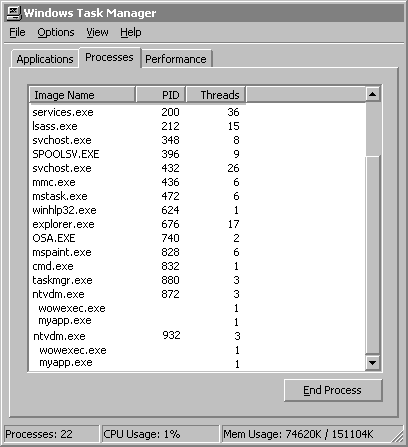 Windows Task Manager
File Options View Help
Applications Processes Performance
Image Name PID Threads
services.exe 200 36
lsass.exe 212 15
svchost.exe 348 8
SPOOLSV.EXE 396 9
svchost.exe 432 26
mmc.exe 436 6
mstask.exe 472 6
winhlp32.exe 624 1
explorer.exe 676 17
OSA.EXE 740 2
mspaint.exe 828 6
cmd.exe 832 1
taskmgr.exe 880 3
ntvdm.exe 872 3
wowexec.exe 1
myapp.exe 1
ntvdm.exe 932 3
wowexec.exe 1
myapp.exe 1
End Process
Processes: 22 CPU Usage: 1% Mem Usage: 74620K / 151104K